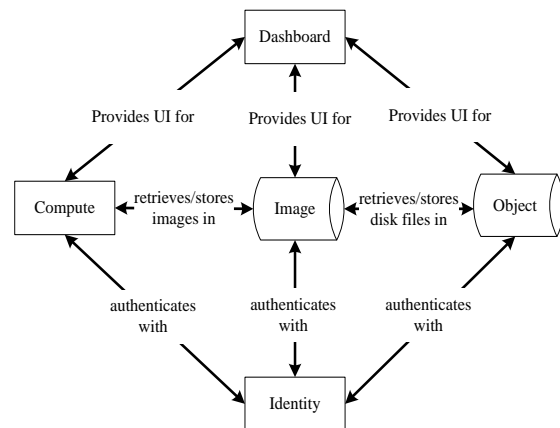 Dashboard
Provides UI for
Provides UI for
Provides UI for
Compute
retrieves/stores
images in
Image
retrieves/stores
disk files in
Object
authenticates
with
authenticates
with
authenticates
with
Identity